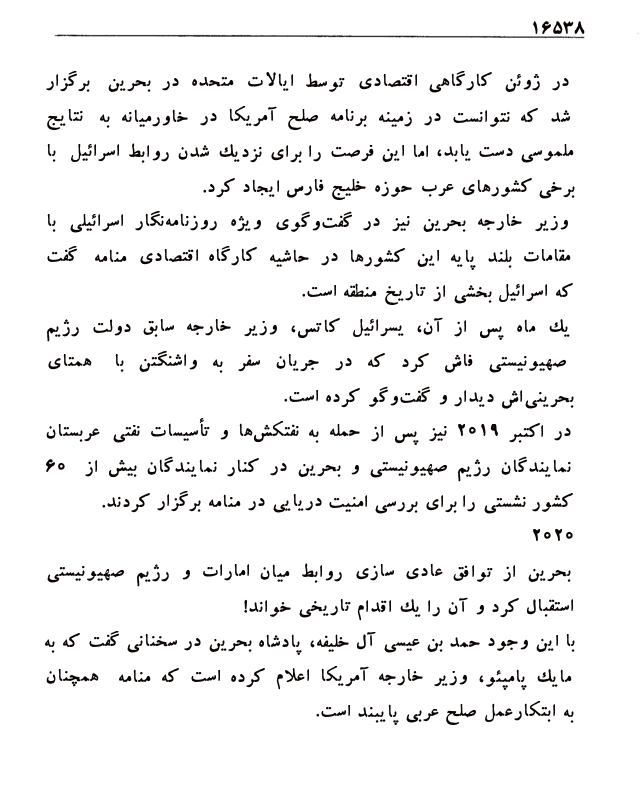 ۱۶۵۳۸
در ژوئن کارگاهی اقتصادی توسط ایالات متحده در بحرین برگزار
شد که نتوانست در زمینه برنامه صلح آمریکا در خاورمیانه به نتایج
ملموسی دست یابد، اما این فرصت را برای نزدیك شدن روابط اسرائیل با
برخی کشورهای عرب حوزه خلیج فارس ایجاد کرد.
وزیر خارجه بحرین نیز در گفت‌وگوی ویژه روزنامه‌نگار اسرائیلی با
مقامات بلند پایه این کشورها در حاشیه کارگاه اقتصادی منامه گفت
که اسرائیل بخشی از تاریخ منطقه است.
یك ماه پس از آن، یسرائیل کاتس، وزیر خارجه سابق دولت رژیم
صهیونیستی فاش کرد که در جریان سفر به واشنگتن با همتای
بحرینی‌اش دیدار و گفت‌وگو کرده است.
در اکتبر ۲۰۱۹ نیز پس از حمله به نفتکش‌ها و تأسیسات نفتی عربستان
نمایندگان رژیم صهیونیستی و بحرین در کنار نمایندگان بیش از ۶۰
کشور نشستی را برای بررسی امنیت دریایی در منامه برگزار کردند.
۲۰۲۰
بحرین از توافق عادی سازی روابط میان امارات و رژیم صهیونیستی
استقبال کرد و آن را یك اقدام تاریخی خواند!
با این وجود حمد بن عیسی آل خلیفه، پادشاه بحرین در سخنانی گفت که به
مایك پامپئو، وزیر خارجه آمریکا اعلام کرده است که منامه همچنان
به ابتکارعمل صلح عربی پایبند است.